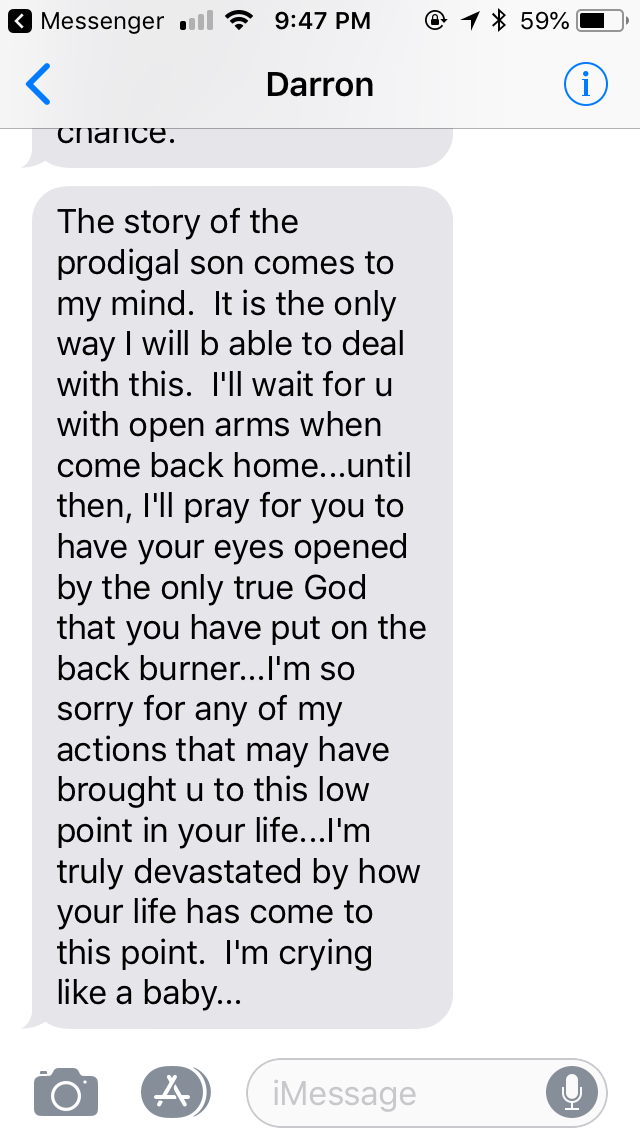 Messenger 9:47 PM 59%
Darron
chance.
The story of the
prodigal son comes to
my mind.  It is the only
way I will b able to deal
with this.  I'll wait for u
with open arms when
come back home...until
then, I'll pray for you to
have your eyes opened
by the only true God
that you have put on the
back burner...I'm so
sorry for any of my
actions that may have
brought u to this low
point in your life...I'm
truly devastated by how
your life has come to
this point.  I'm crying
like a baby...
iMessage